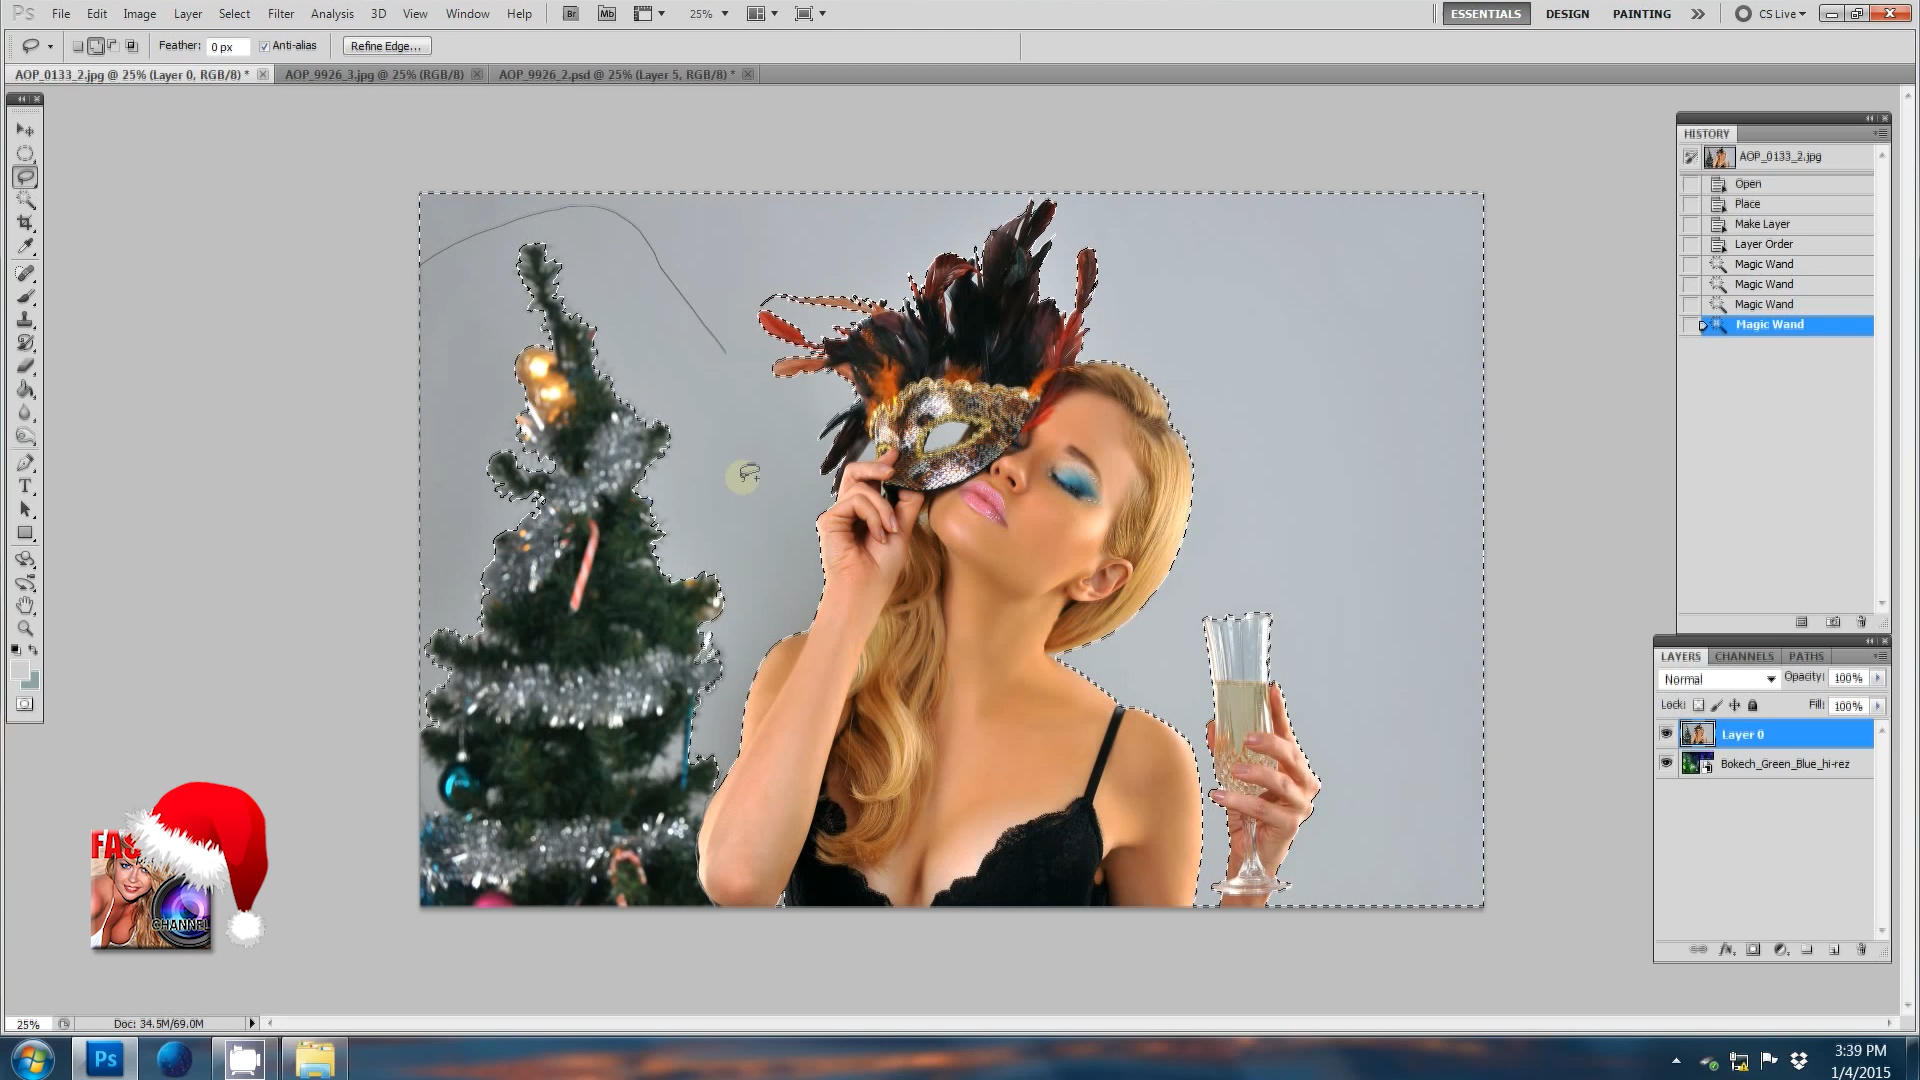 Ps File Edit Image Layer Select Filter Analysis 3D View Window Help Br Mb 25% ESSENTIALS DESIGN PAINTING CS Live
Feather: 0 px Anti-alias Refine Edge...
AOP_0133_2.jpg @ 25% (Layer 0, RGB/8) * AOP_9926_3.jpg @ 25% (RGB/8) AOP_9926_2.psd @ 25% (Layer 5, RGB/8) *
HISTORY
AOP_0133_2.jpg
Open
Place
Make Layer
Layer Order
Magic Wand
Magic Wand
Magic Wand
Magic Wand
LAYERS CHANNELS PATHS
Normal Opacity: 100%
Lock: Fill: 100%
Layer 0
Bokech_Green_Blue_hi-rez
CHANNEL
25% Doc: 34.5M/69.0M
Ps
3:39 PM
1/4/2015